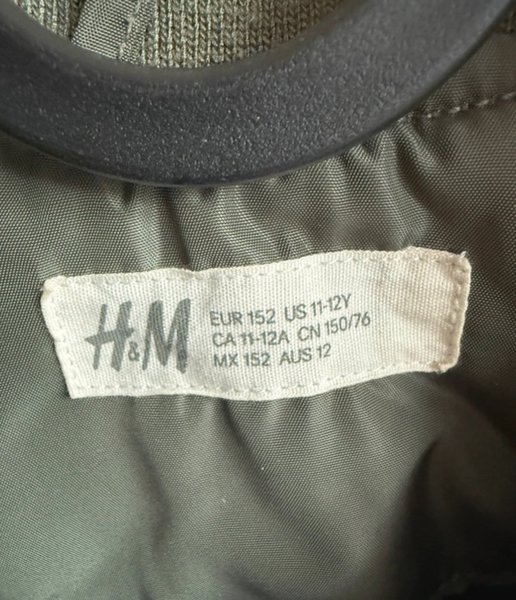 H&M
EUR 152 US 11-12Y
CA 11-12A CN 150/76
MX 152 AUS 12